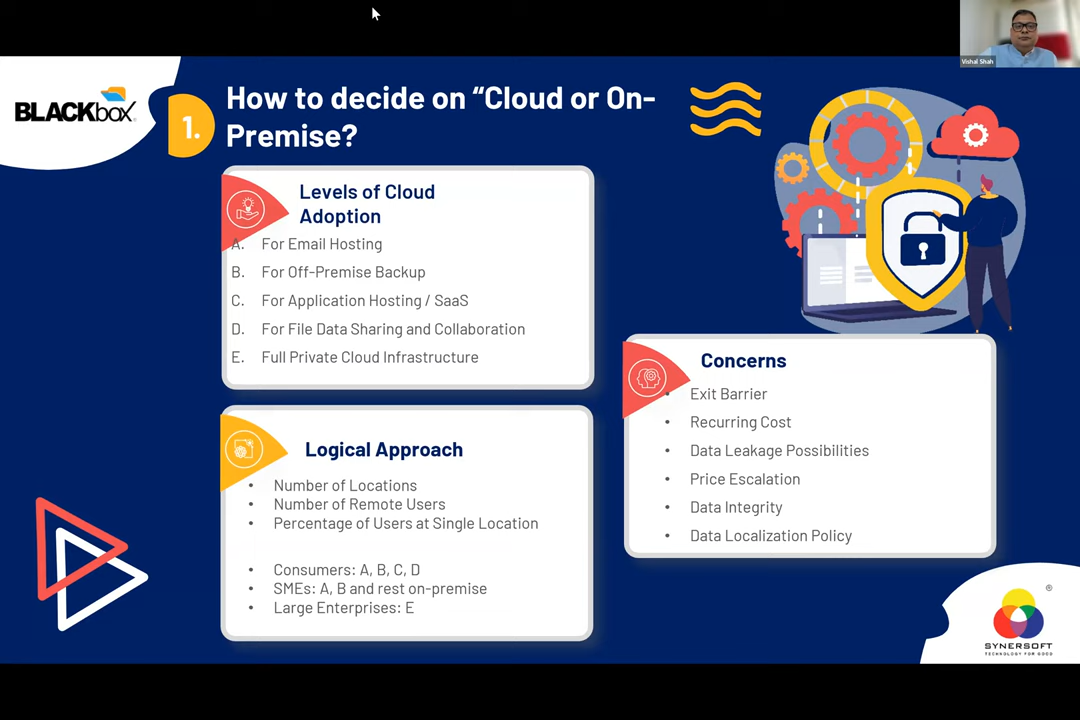 Vishal Shah
BLACKbox
1.
How to decide on “Cloud or On-
Premise?
Levels of Cloud
Adoption
A. For Email Hosting
B. For Off-Premise Backup
C. For Application Hosting / SaaS
D. For File Data Sharing and Collaboration
E. Full Private Cloud Infrastructure
Logical Approach
• Number of Locations
• Number of Remote Users
• Percentage of Users at Single Location
• Consumers: A, B, C, D
• SMEs: A, B and rest on-premise
• Large Enterprises: E
Concerns
• Exit Barrier
• Recurring Cost
• Data Leakage Possibilities
• Price Escalation
• Data Integrity
• Data Localization Policy
®
SYNERSOFT
TECHNOLOGY FOR GOOD